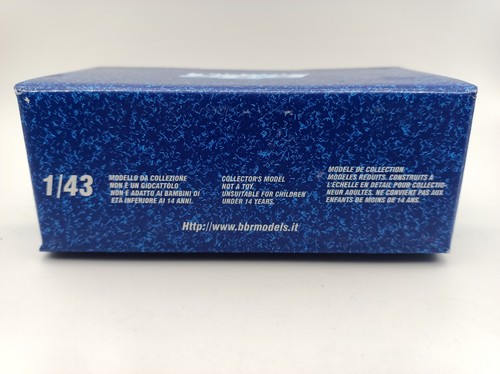 1/43
MODELLO DA COLLEZIONE
NON È UN GIOCATTOLO
NON È ADATTO AI BAMBINI DI
ETÀ INFERIORE AI 14 ANNI.
COLLECTOR'S MODEL
NOT A TOY.
UNSUITABLE FOR CHILDREN
UNDER 14 YEARS.
MODELE DE COLLECTION
MODELES REDUITS. CONSTRUITS A
L'ECHELLE EN DETAIL POUR COLLECTIO-
NEUR ADULTES. NE CONVIENT PAS AUX
ENFANTS DE MOINS DE 14 ANS.
Http://www.bbrmodels.it